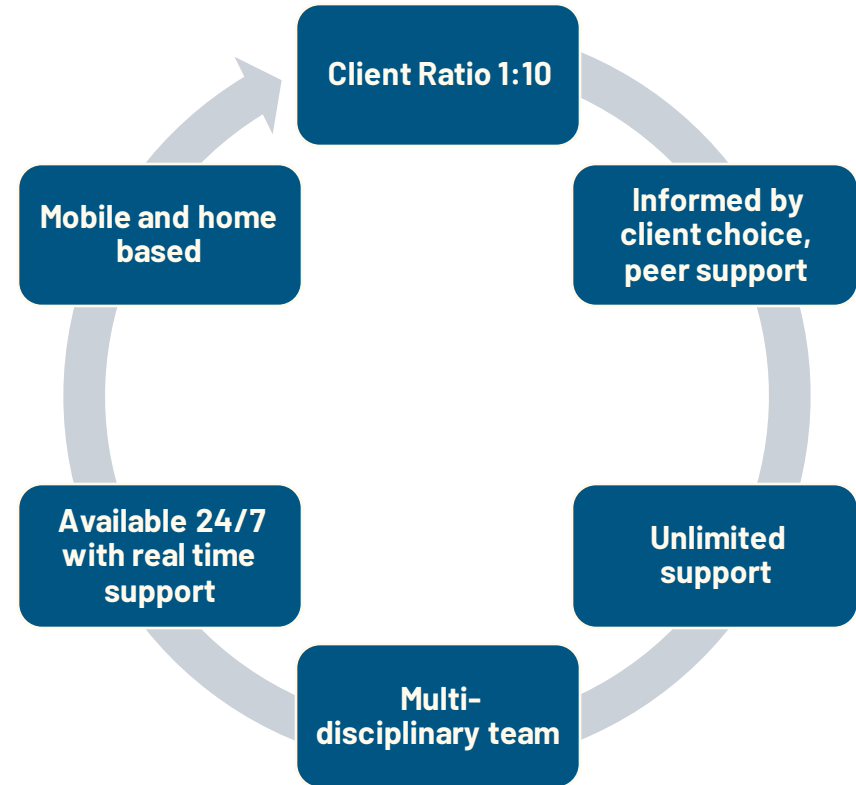 Client Ratio 1:10
Informed by
client choice,
peer support
Unlimited
support
Multi-
disciplinary team
Available 24/7
with real time
support
Mobile and home
based